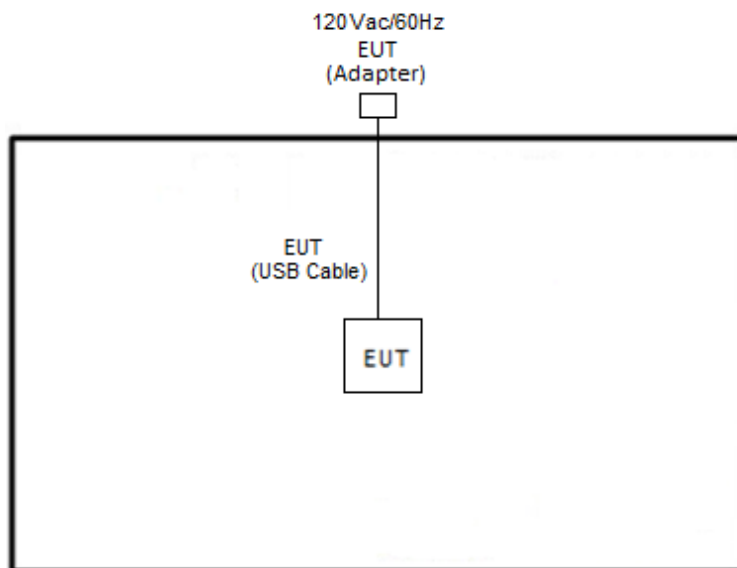 120Vac/60Hz
EUT
(Adapter)
EUT
(USB Cable)
EUT